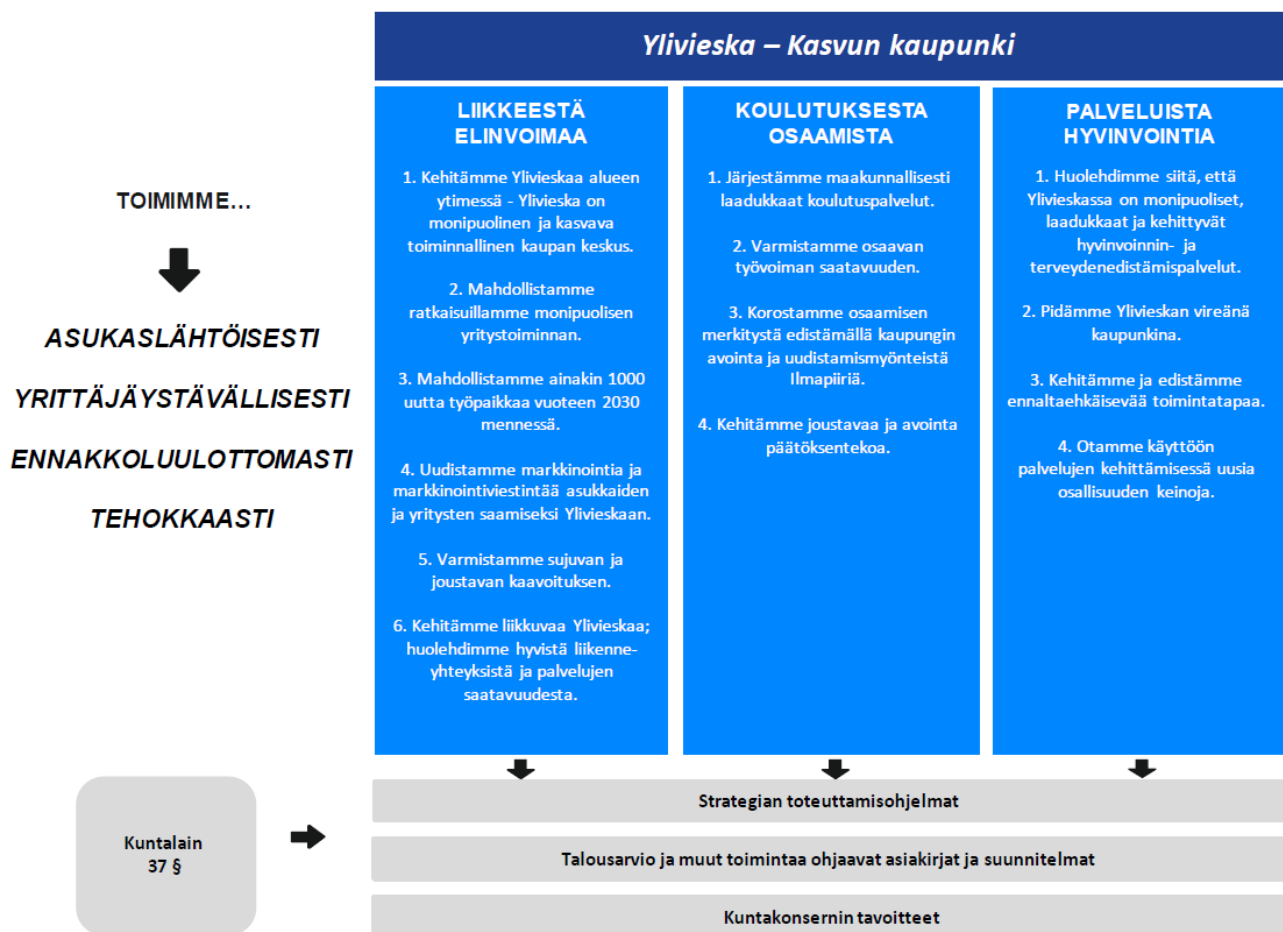 Ylivieska – Kasvun kaupunki
TOIMIMME...
ASUKASLÄHTÖISESTI
YRITTÄJÄYSTÄVÄLLISESTI
ENNAKKOLUULOTTOMASTI
TEHOKKAASTI
LIIKKEESTÄ
ELINVOIMAA
1. Kehitämme Ylivieskaa alueen
ytimessä - Ylivieska on
monipuolinen ja kasvava
toiminnallinen kaupan keskus.
2. Mahdollistamme
ratkaisuillamme monipuolisen
yritystoiminnan.
3. Mahdollistamme ainakin 1000
uutta työpaikkaa vuoteen 2030
mennessä.
4. Uudistamme markkinointia ja
markkinointiviestintää asukkaiden
ja yritysten saamiseksi Ylivieskaan.
5. Varmistamme sujuvan ja
joustavan kaavoituksen.
6. Kehitämme liikkuvaa Ylivieskaa;
huolehdimme hyvistä liikenne-
yhteyksistä ja palvelujen
saatavuudesta.
KOULUTUKSESTA
OSAAMISTA
1. Järjestämme maakunnallisesti
laadukkaat koulutuspalvelut.
2. Varmistamme osaavan
työvoiman saatavuuden.
3. Korostamme osaamisen
merkitystä edistämällä kaupungin
avointa ja uudistamismyönteistä
Ilmapiiriä.
4. Kehitämme joustavaa ja avointa
päätöksentekoa.
PALVELUISTA
HYVINVOINTIA
1. Huolehdimme siitä, että
Ylivieskassa on monipuoliset,
laadukkaat ja kehittyvät
hyvinvoinnin- ja
terveydenedistämispalvelut.
2. Pidämme Ylivieskan vireänä
kaupunkina.
3. Kehitämme ja edistämme
ennaltaehkäisevää toimintatapaa.
4. Otamme käyttöön
palvelujen kehittämisessä uusia
osallisuuden keinoja.
Kuntalain
37 §
Strategian toteuttamisohjelmat
Talousarvio ja muut toimintaa ohjaavat asiakirjat ja suunnitelmat
Kuntakonsernin tavoitteet